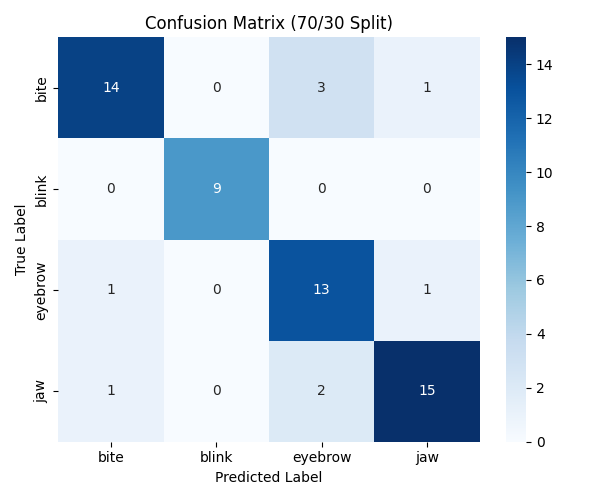 Confusion Matrix (70/30 Split)
True Label
bite
14 0 3 1
blink
0 9 0 0
eyebrow
1 0 13 1
jaw
1 0 2 15
bite blink eyebrow jaw
Predicted Label
14
12
10
8
6
4
2
0